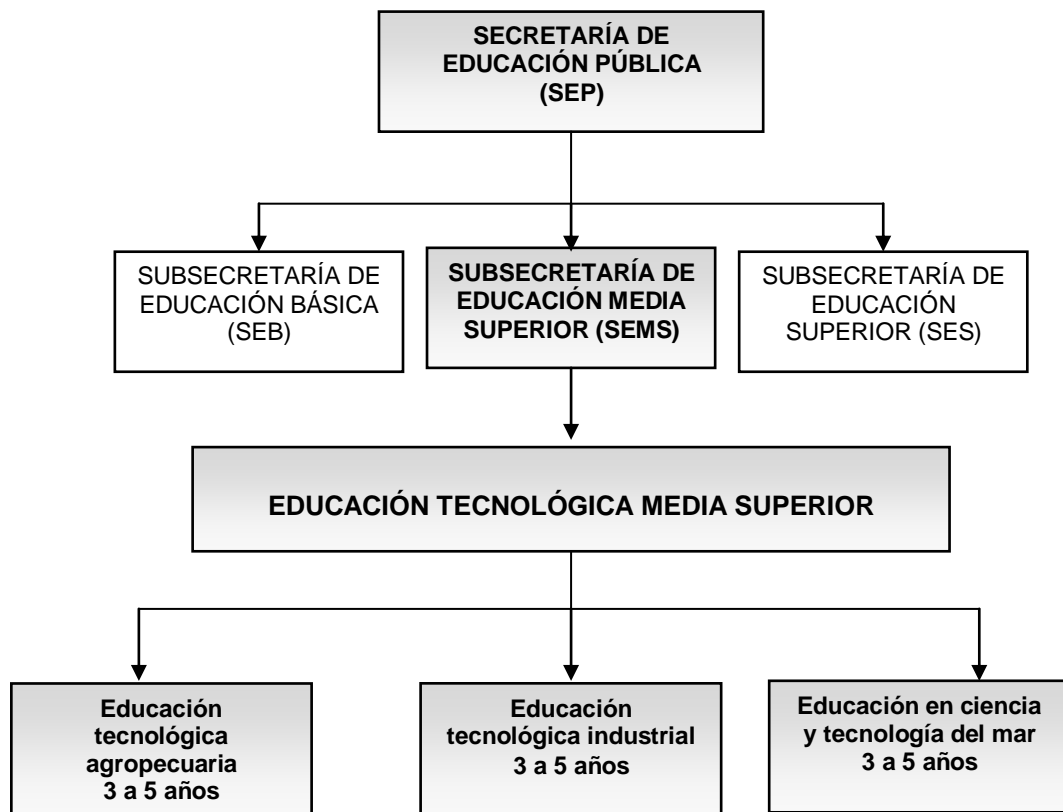 SECRETARÍA DE
EDUCACIÓN PÚBLICA
(SEP)
SUBSECRETARÍA DE
EDUCACIÓN BÁSICA
(SEB)
SUBSECRETARÍA DE
EDUCACIÓN MEDIA
SUPERIOR (SEMS)
SUBSECRETARÍA DE
EDUCACIÓN
SUPERIOR (SES)
EDUCACIÓN TECNOLÓGICA MEDIA SUPERIOR
Educación
tecnológica
agropecuaria
3 a 5 años
Educación
tecnológica industrial
3 a 5 años
Educación en ciencia
y tecnología del mar
3 a 5 años